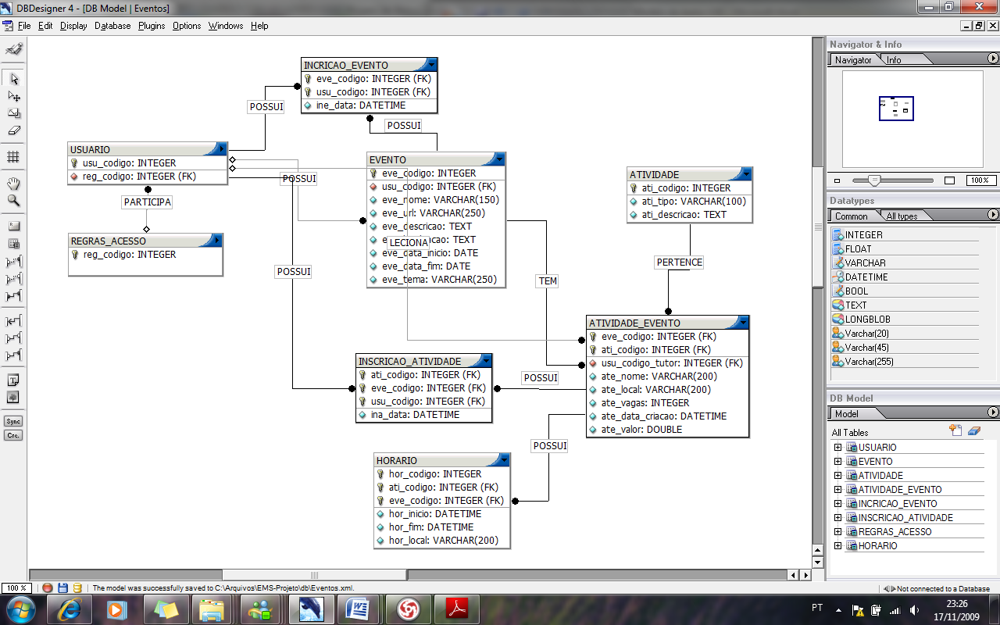 DBDesigner 4 - [DB Model | Eventos]
File Edit Display Database Plugins Options Windows Help
INCRICAO_EVENTO
eve_codigo: INTEGER (FK)
usu_codigo: INTEGER (FK)
ine_data: DATETIME
POSSUI
POSSUI
USUARIO
usu_codigo: INTEGER
reg_codigo: INTEGER (FK)
PARTICIPA
REGRAS_ACESSO
reg_codigo: INTEGER
POSSUI
POSSUI
EVENTO
eve_codigo: INTEGER
usu_codigo: INTEGER (FK)
eve_nome: VARCHAR(150)
eve_url: VARCHAR(250)
eve_descricao: TEXT
TEXT
LECIONA
eve_data_inicio: DATE
eve_data_fim: DATE
eve_tema: VARCHAR(250)
TEM
ATIVIDADE
ati_codigo: INTEGER
ati_tipo: VARCHAR(100)
ati_descricao: TEXT
PERTENCE
ATIVIDADE_EVENTO
eve_codigo: INTEGER (FK)
ati_codigo: INTEGER (FK)
usu_codigo_tutor: INTEGER (FK)
ate_nome: VARCHAR(200)
ate_local: VARCHAR(200)
ate_vagas: INTEGER
ate_data_criacao: DATETIME
ate_valor: DOUBLE
INSCRICAO_ATIVIDADE
ati_codigo: INTEGER (FK)
eve_codigo: INTEGER (FK)
usu_codigo: INTEGER (FK)
ina_data: DATETIME
POSSUI
POSSUI
HORARIO
hor_codigo: INTEGER
ati_codigo: INTEGER (FK)
eve_codigo: INTEGER (FK)
hor_inicio: DATETIME
hor_fim: DATETIME
hor_local: VARCHAR(200)
Sync
Crc.
Navigator & Info
Navigator Info
100%
Datatypes
Common All types
INTEGER
FLOAT
VARCHAR
DATETIME
BOOL
TEXT
LONGBLOB
Varchar(20)
Varchar(45)
Varchar(255)
DB Model
Model
All Tables
USUARIO
EVENTO
ATIVIDADE
ATIVIDADE_EVENTO
INCRICAO_EVENTO
INSCRICAO_ATIVIDADE
REGRAS_ACESSO
HORARIO
100 % The model was successfully saved to C:\Arquivos\EMS-Projeto\db\Eventos.xml. Not connected to a Database
PT
23:26
17/11/2009